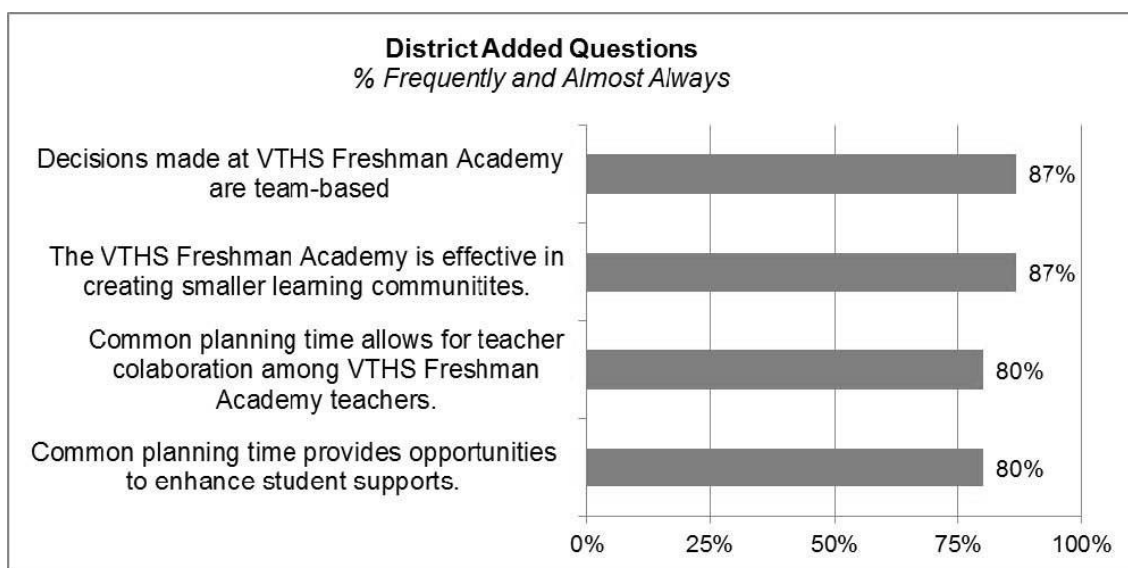 District Added Questions
% Frequently and Almost Always
Decisions made at VTHS Freshman Academy
are team-based
87%
The VTHS Freshman Academy is effective in
creating smaller learning communitites.
87%
Common planning time allows for teacher
colaboration among VTHS Freshman
Academy teachers.
80%
Common planning time provides opportunities
to enhance student supports.
80%
0% 25% 50% 75% 100%